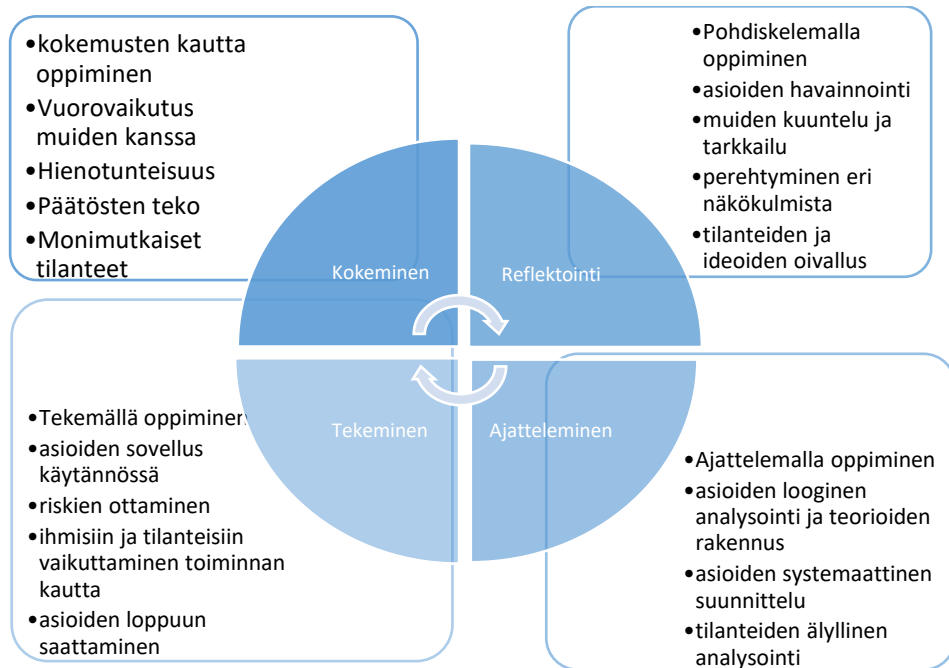 •kokemusten kautta
oppiminen
•Vuorovaikutus
muiden kanssa
•Hienotunteisuus
•Päätösten teko
•Monimutkaiset
tilanteet
•Pohdiskelemalla
oppiminen
•asioiden havainnointi
•muiden kuuntelu ja
tarkkailu
•perehtyminen eri
näkökulmista
•tilanteiden ja
ideoiden oivallus
Kokeminen
Reflektointi
Tekeminen
Ajatteleminen
•Tekemällä oppiminen
•asioiden sovellus
käytännössä
•riskien ottaminen
•ihmisiin ja tilanteisiin
vaikuttaminen toiminnan
kautta
•asioiden loppuun
saattaminen
•Ajattelemalla oppiminen
•asioiden looginen
analysointi ja teorioiden
rakennus
•asioiden systemaattinen
suunnittelu
•tilanteiden älyllinen
analysointi